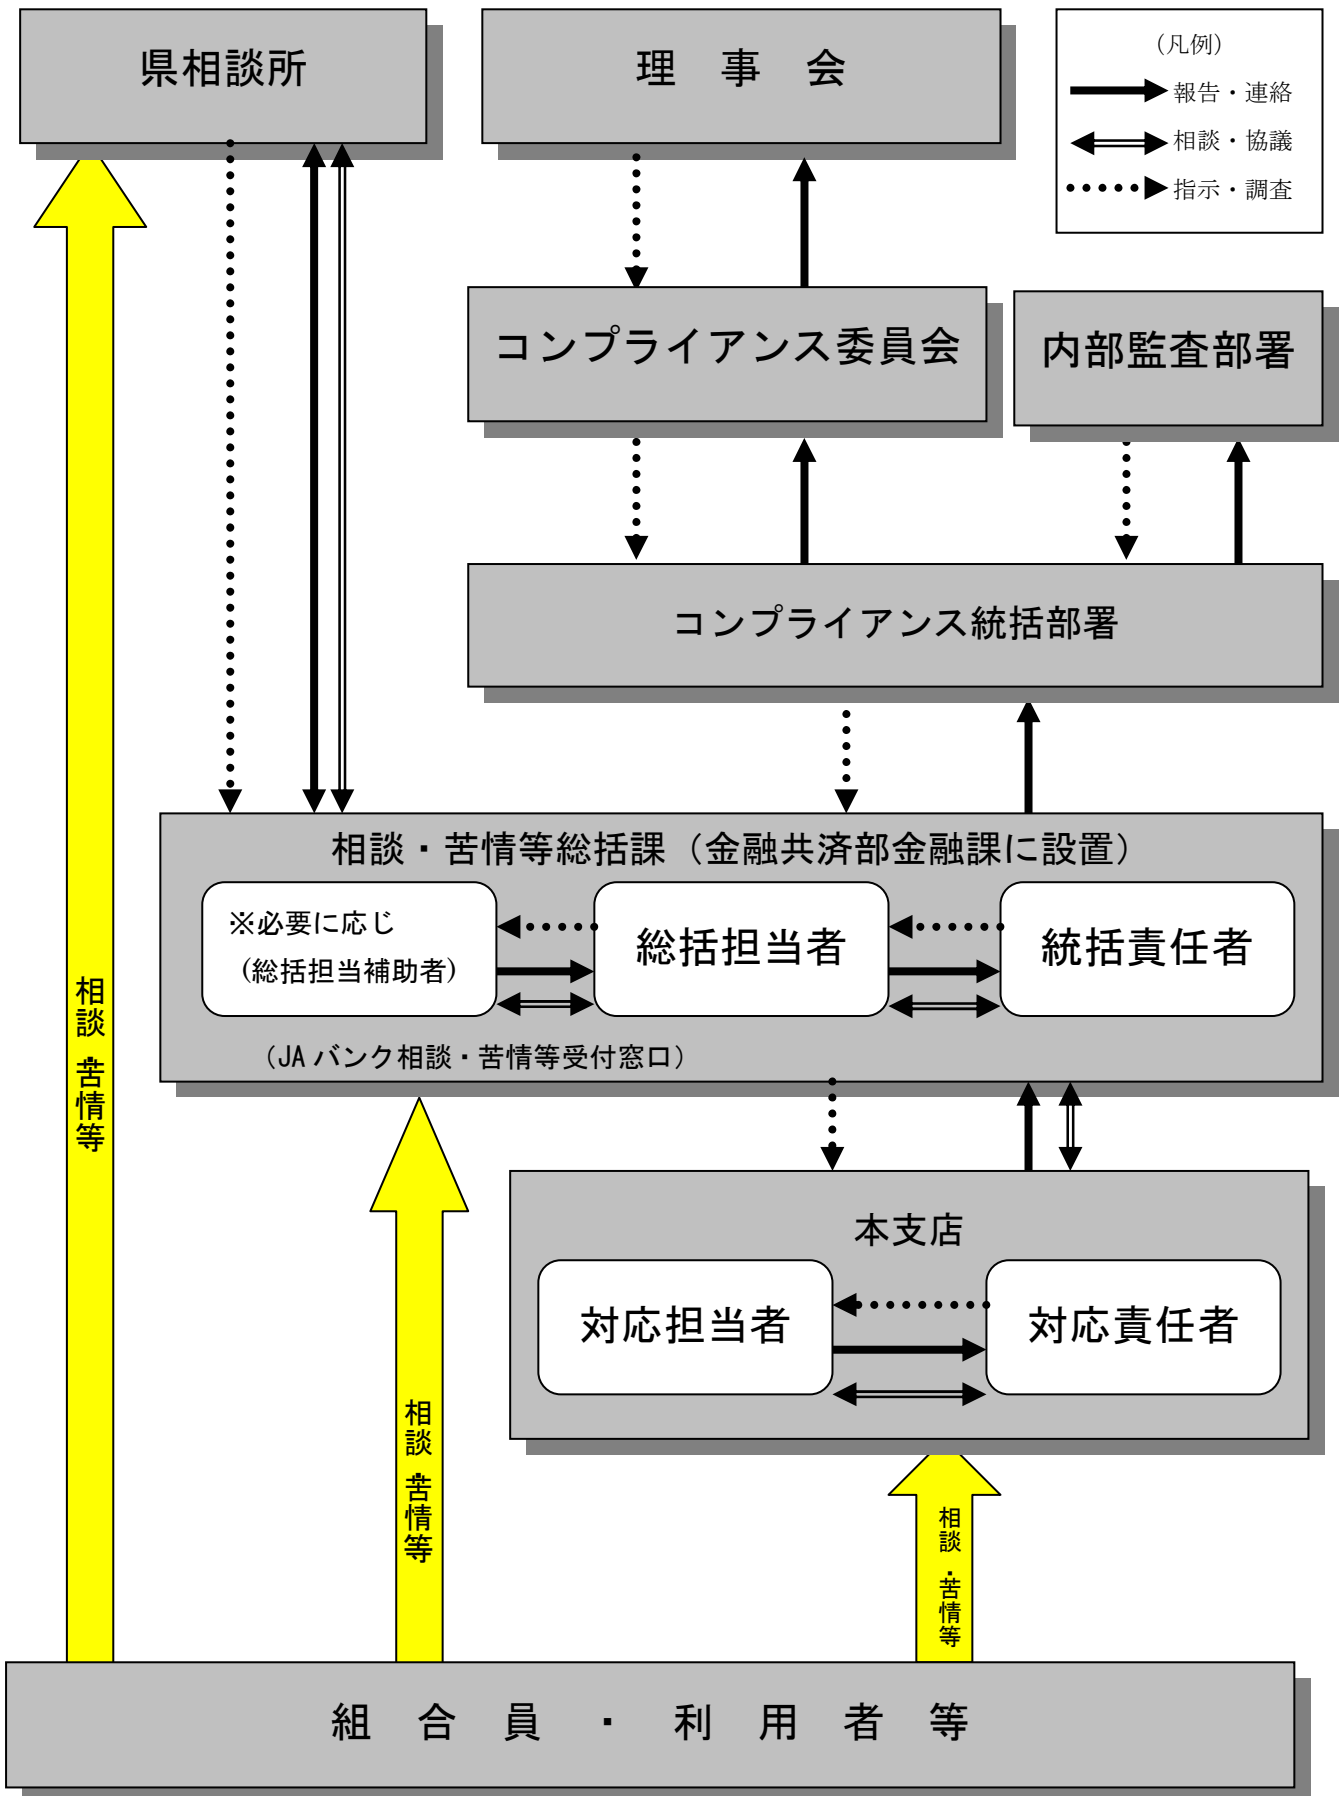 県相談所
理　事　会
（凡例）
報告・連絡
相談・協議
指示・調査
コンプライアンス委員会
内部監査部署
コンプライアンス統括部署
相談・苦情等総括課（金融共済部金融課に設置）
※必要に応じ
（総括担当補助者）
総括担当者
統括責任者
（JA バンク相談・苦情等受付窓口）
本支店
対応担当者
対応責任者
相談・苦情等
相談・苦情等
相談・苦情等
組　合　員　・　利　用　者　等